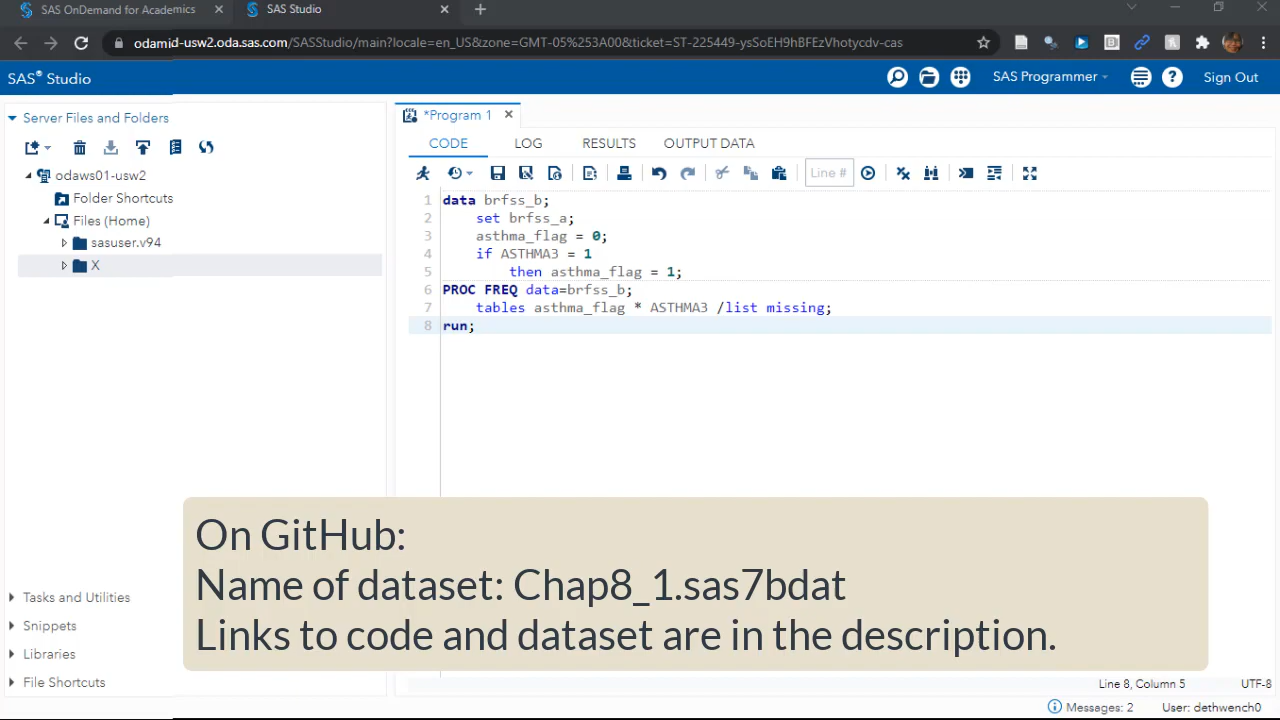 SAS OnDemand for Academics
SAS Studio
odamid-usw2.oda.sas.com/SASStudio/main?locale=en_US&zone=GMT-05%253A00&ticket=ST-225449-ysSoEH9hBFEzVhotycdv-cas
SAS® Studio
SAS Programmer
Sign Out
Server Files and Folders
*Program 1
CODE
LOG
RESULTS
OUTPUT DATA
Line #
odaws01-usw2
Folder Shortcuts
Files (Home)
sasuser.v94
X
1 data brfss_b;
2 set brfss_a;
3 asthma_flag = 0;
4 if ASTHMA3 = 1
5 then asthma_flag = 1;
6 PROC FREQ data=brfss_b;
7 tables asthma_flag * ASTHMA3 /list missing;
8 run;
On GitHub:
Name of dataset: Chap8_1.sas7bdat
Links to code and dataset are in the description.
Tasks and Utilities
Snippets
Libraries
File Shortcuts
Line 8, Column 5
UTF-8
Messages: 2
User: dethwench0